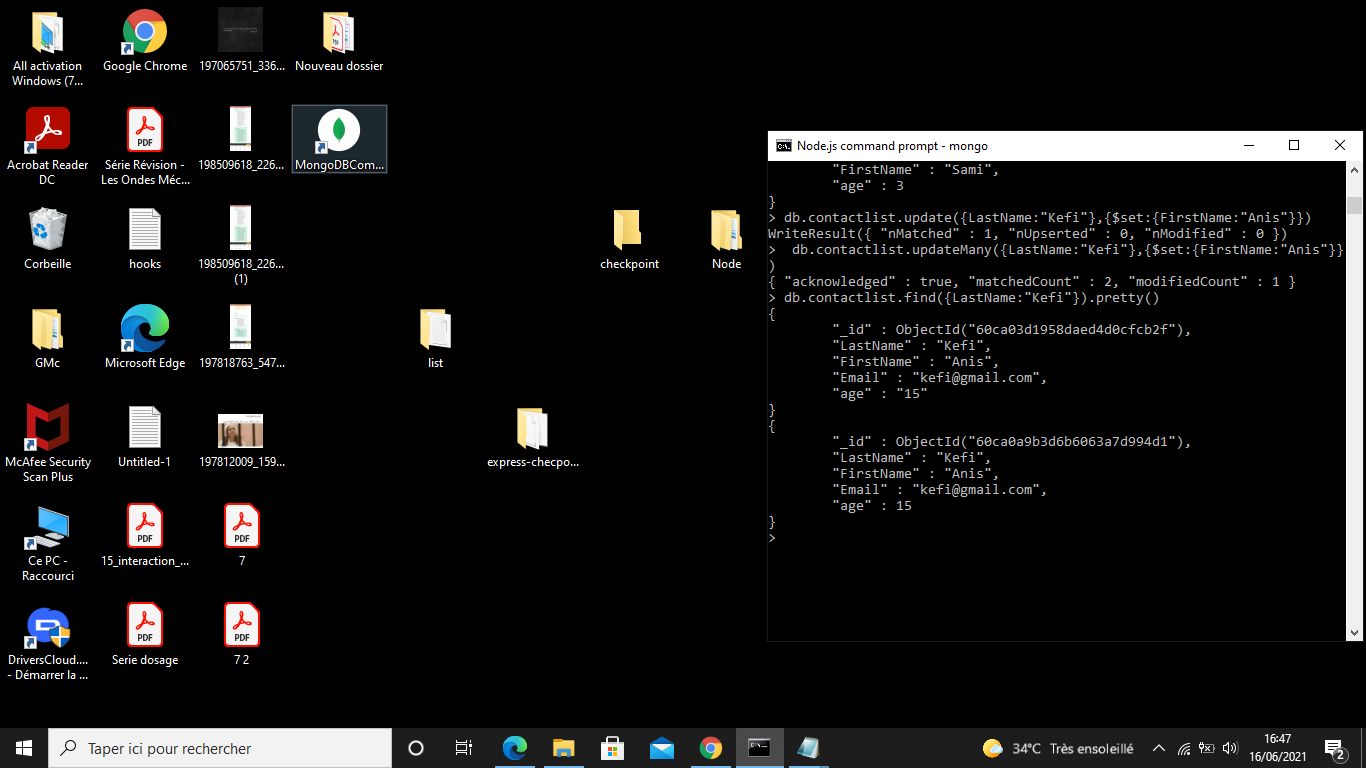 All activation
Windows (7...
Google Chrome
197065751_336...
Nouveau dossier
Acrobat Reader
DC
Série Révision -
Les Ondes Méc...
198509618_226...
MongoDBCom...
Corbeille
hooks
198509618_226...
(1)
checkpoint
Node
GMc
Microsoft Edge
197818763_547...
list
McAfee Security
Scan Plus
Untitled-1
197812009_159...
express-checpo...
Ce PC -
Raccourci
15_interaction_...
7
DriversCloud....
- Démarrer la ...
Serie dosage
7 2
PDF
PDF
PDF
PDF
PDF
PDF
Node.js command prompt - mongo
"FirstName" : "Sami",
"age" : 3
}
> db.contactlist.update({LastName:"Kefi"},{$set:{FirstName:"Anis"}})
WriteResult({ "nMatched" : 1, "nUpserted" : 0, "nModified" : 0 })
>  db.contactlist.updateMany({LastName:"Kefi"},{$set:{FirstName:"Anis"}}
)
{ "acknowledged" : true, "matchedCount" : 2, "modifiedCount" : 1 }
> db.contactlist.find({LastName:"Kefi"}).pretty()
{
"_id" : ObjectId("60ca03d1958daed4d0cfcb2f"),
"LastName" : "Kefi",
"FirstName" : "Anis",
"Email" : "kefi@gmail.com",
"age" : "15"
}
{
"_id" : ObjectId("60ca0a9b3d6b6063a7d994d1"),
"LastName" : "Kefi",
"FirstName" : "Anis",
"Email" : "kefi@gmail.com",
"age" : 15
}
>
Taper ici pour rechercher
34°C Très ensoleillé
16:47
16/06/2021
2